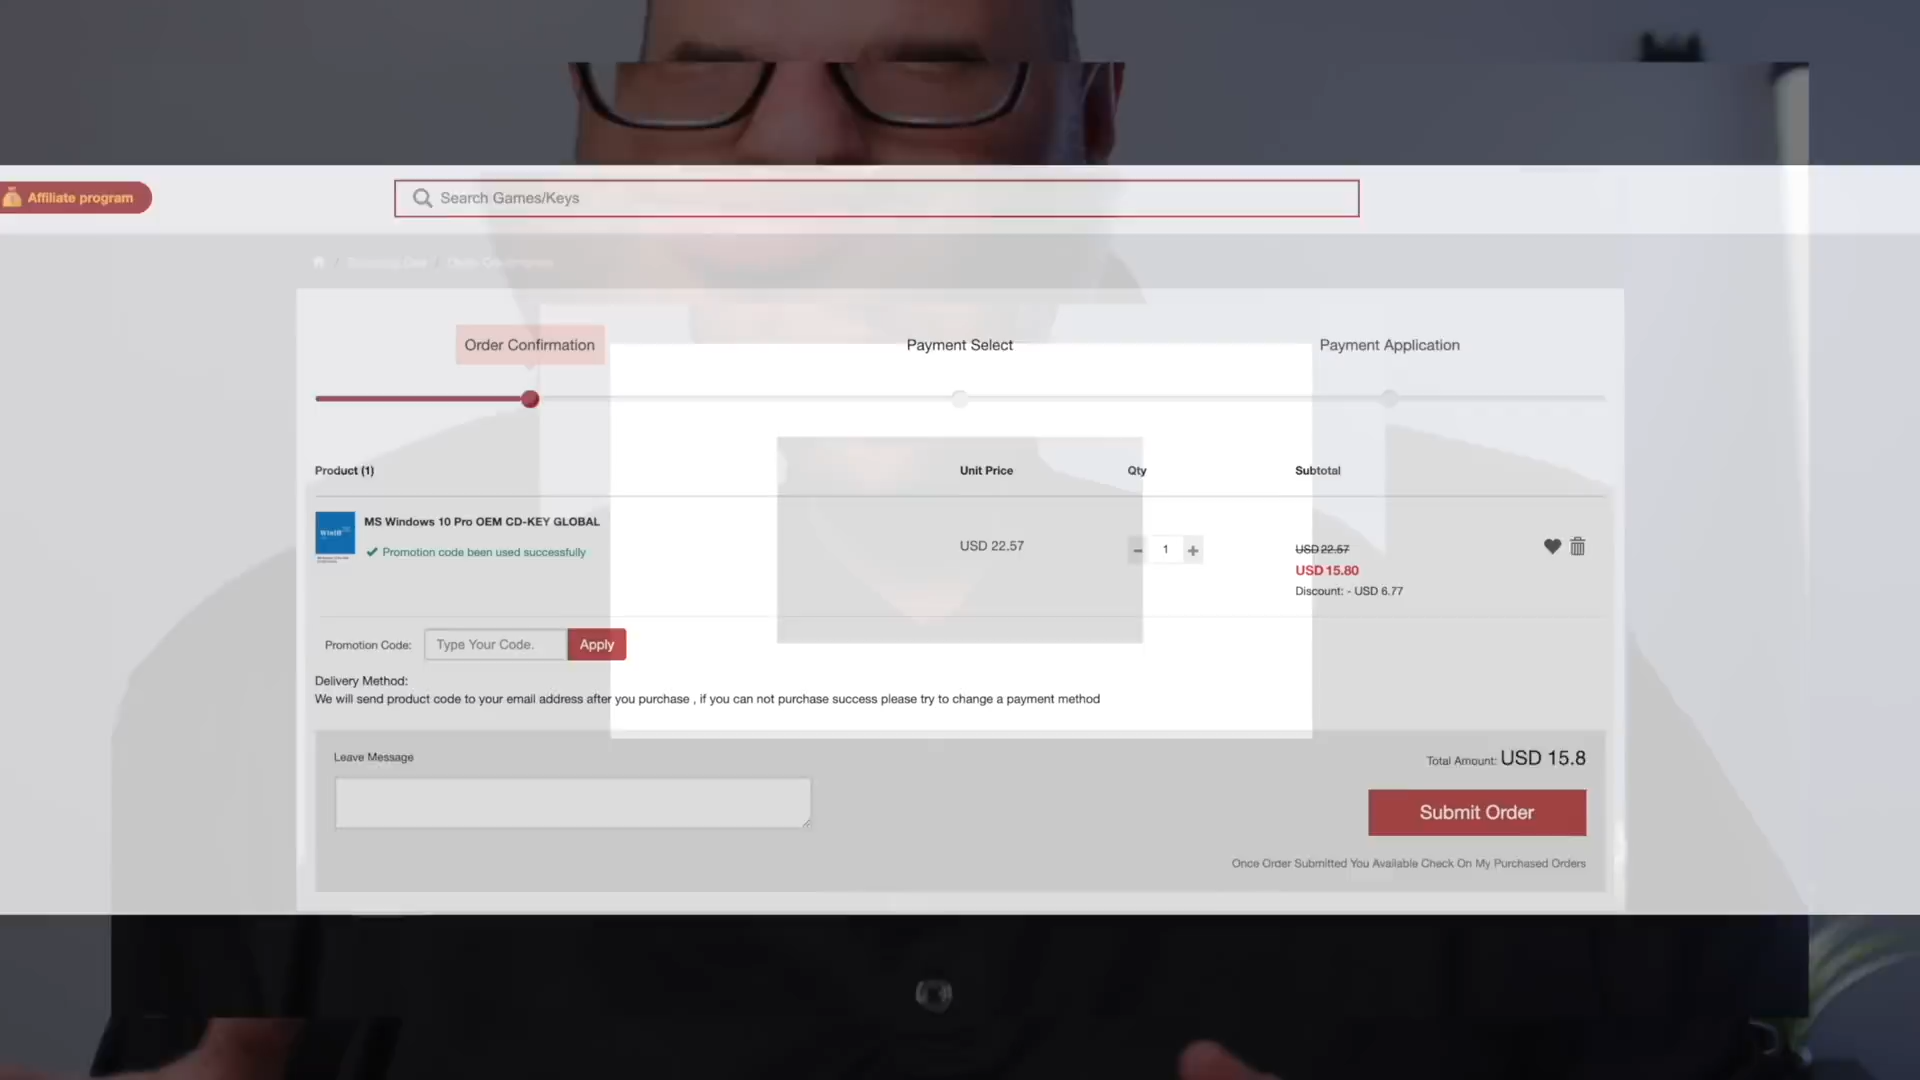 Affiliate program
Search Games/Keys
Order Confirmation
Payment Select
Payment Application
Product (1)
Unit Price
Qty
Subtotal
MS Windows 10 Pro OEM CD-KEY GLOBAL
✔ Promotion code been used successfully
USD 22.57
− 1 +
USD 22.57
USD 15.80
Discount: - USD 6.77
Promotion Code:
Type Your Code.
Apply
Delivery Method:
We will send product code to your email address after you purchase , if you can not purchase success please try to change a payment method
Leave Message
Total Amount: USD 15.8
Submit Order
Once Order Submitted You Available Check On My Purchased Orders